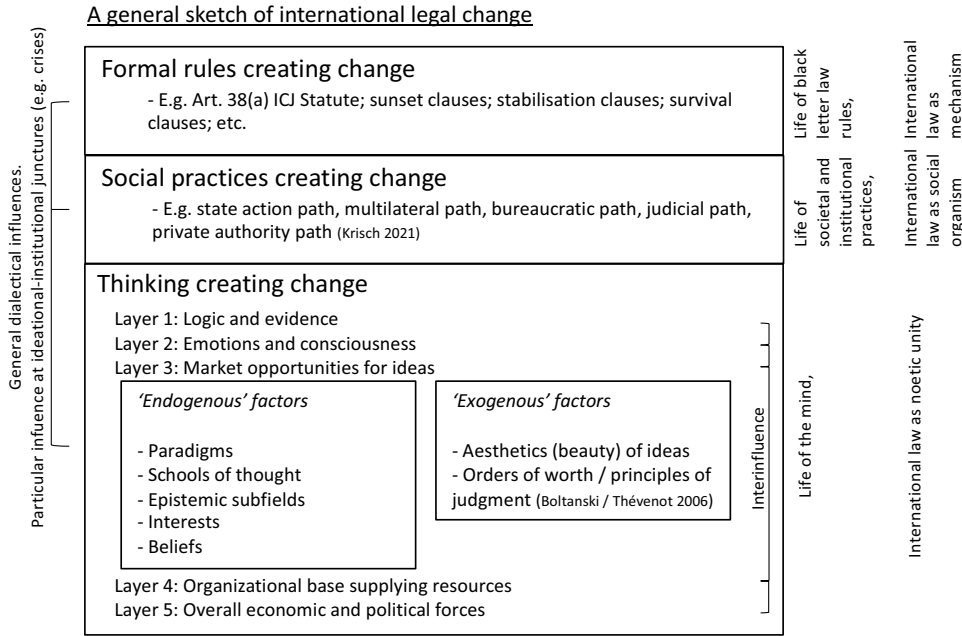 A general sketch of international legal change
General dialectical influences.
Particular infuence at ideational-institutional junctures (e.g. crises)
Formal rules creating change
- E.g. Art. 38(a) ICJ Statute; sunset clauses; stabilisation clauses; survival
clauses; etc.
Life of black
letter law
rules,
International
law as
mechanism
Social practices creating change
- E.g. state action path, multilateral path, bureaucratic path, judicial path,
private authority path (Krisch 2021)
Life of
societal and
institutional
practices,
International
law as social
organism
Thinking creating change
Layer 1: Logic and evidence
Layer 2: Emotions and consciousness
Layer 3: Market opportunities for ideas
‘Endogenous’ factors
- Paradigms
- Schools of thought
- Epistemic subfields
- Interests
- Beliefs
‘Exogenous’ factors
- Aesthetics (beauty) of ideas
- Orders of worth / principles of
judgment (Boltanski / Thévenot 2006)
Layer 4: Organizational base supplying resources
Layer 5: Overall economic and political forces
Interinfluence
Life of the mind,
International law as noetic unity